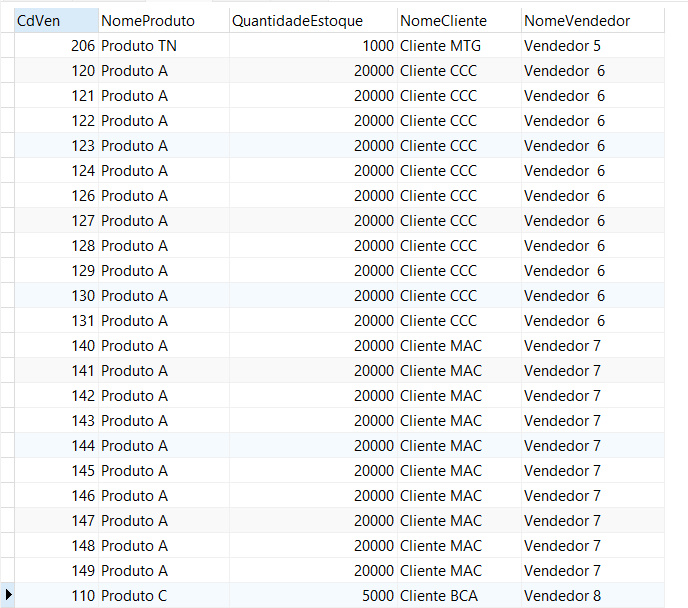 CdVen NomeProduto QuantidadeEstoque NomeCliente NomeVendedor
206 Produto TN 1000 Cliente MTG Vendedor 5
120 Produto A 20000 Cliente CCC Vendedor  6
121 Produto A 20000 Cliente CCC Vendedor  6
122 Produto A 20000 Cliente CCC Vendedor  6
123 Produto A 20000 Cliente CCC Vendedor  6
124 Produto A 20000 Cliente CCC Vendedor  6
126 Produto A 20000 Cliente CCC Vendedor  6
127 Produto A 20000 Cliente CCC Vendedor  6
128 Produto A 20000 Cliente CCC Vendedor  6
129 Produto A 20000 Cliente CCC Vendedor  6
130 Produto A 20000 Cliente CCC Vendedor  6
131 Produto A 20000 Cliente CCC Vendedor  6
140 Produto A 20000 Cliente MAC Vendedor 7
141 Produto A 20000 Cliente MAC Vendedor 7
142 Produto A 20000 Cliente MAC Vendedor 7
143 Produto A 20000 Cliente MAC Vendedor 7
144 Produto A 20000 Cliente MAC Vendedor 7
145 Produto A 20000 Cliente MAC Vendedor 7
146 Produto A 20000 Cliente MAC Vendedor 7
147 Produto A 20000 Cliente MAC Vendedor 7
148 Produto A 20000 Cliente MAC Vendedor 7
149 Produto A 20000 Cliente MAC Vendedor 7
110 Produto C 5000 Cliente BCA Vendedor 8